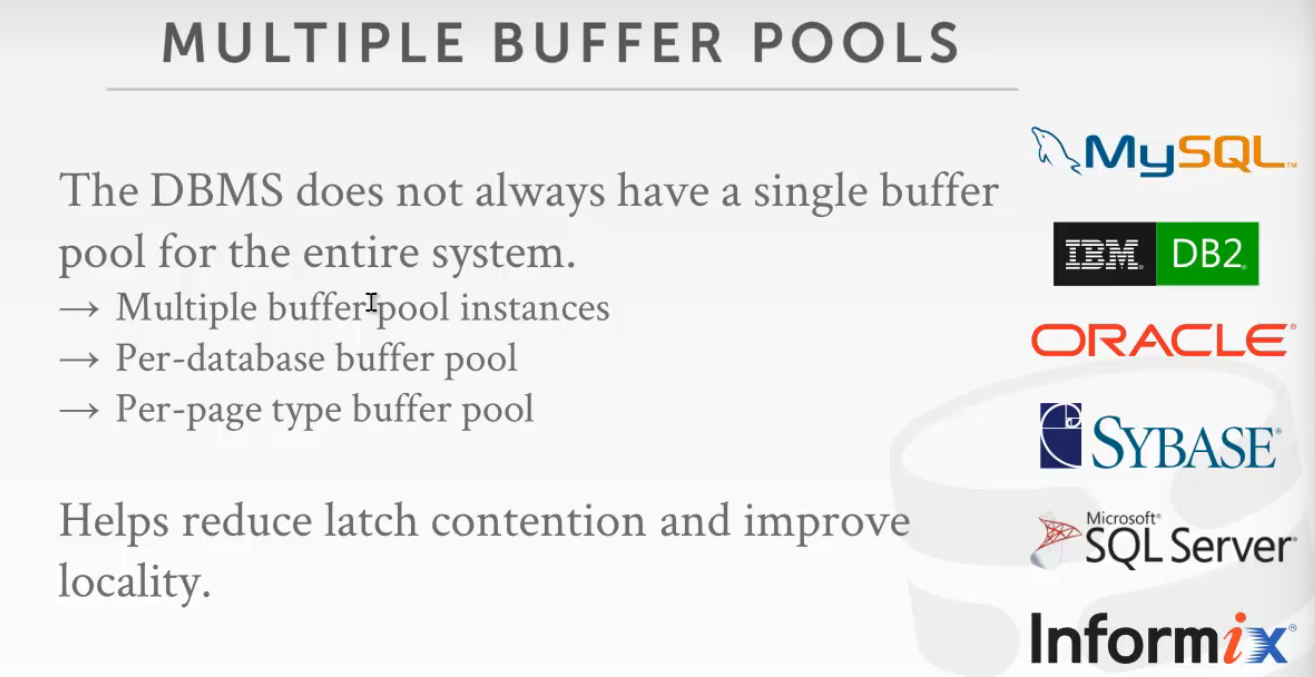 MULTIPLE BUFFER POOLS
The DBMS does not always have a single buffer
pool for the entire system.
→ Multiple buffer pool instances
→ Per-database buffer pool
→ Per-page type buffer pool
Helps reduce latch contention and improve
locality.
MySQL™
IBM® DB2®
ORACLE®
SYBASE®
Microsoft®
SQL Server®
Informix®